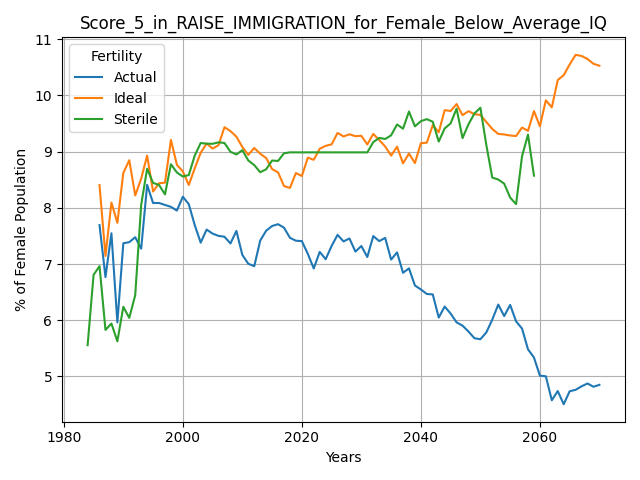 Score_5_in_RAISE_IMMIGRATION_for_Female_Below_Average_IQ
Fertility
Actual
Ideal
Sterile
% of Female Population
11
10
9
8
7
6
5
1980
2000
2020
2040
2060
Years